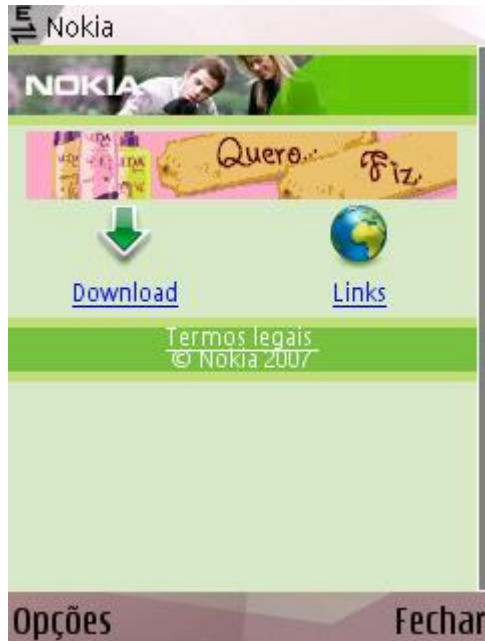 E
Nokia
NOKIA
Quero... Fiz.
Download Links
Termos legais
© Nokia 2007
Opções Fechar